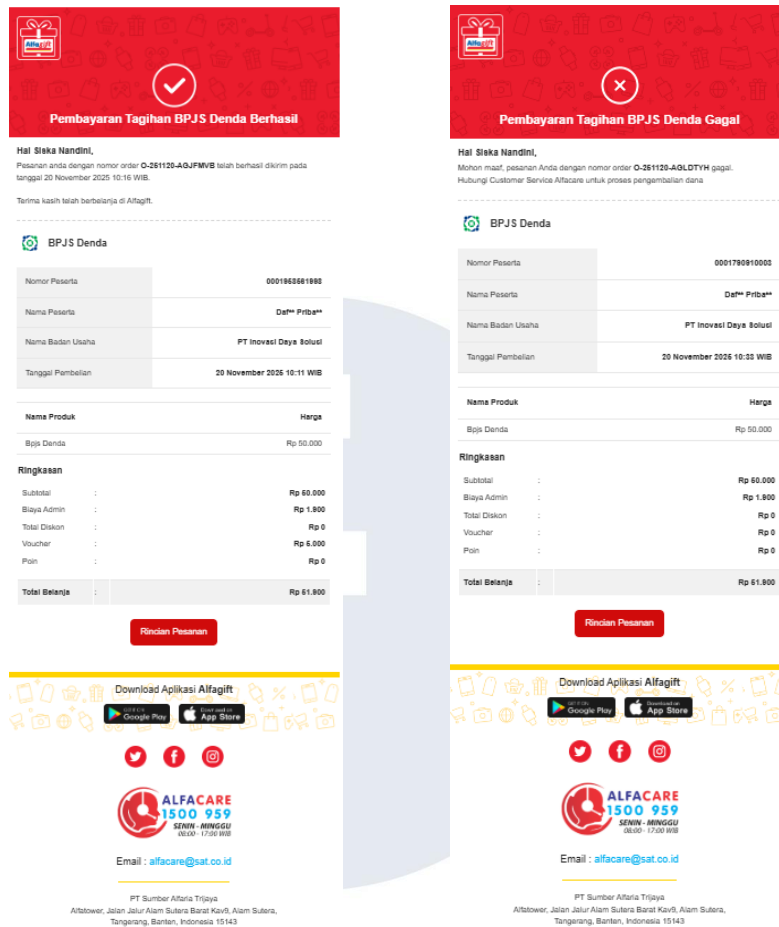 Alfagift
Pembayaran Tagihan BPJS Denda Berhasil
Hai Siska Nandini,
Pesanan anda dengan nomor order O-251120-AGJFMVB telah berhasil dikirim pada
tanggal 20 November 2025 10:16 WIB.
Terima kasih telah berbelanja di Alfagift.
BPJS Denda
Nomor Peserta 0001953561993
Nama Peserta Daf** Priba**
Nama Badan Usaha PT Inovasi Daya Solusi
Tanggal Pembelian 20 November 2025 10:11 WIB
Nama Produk Harga
Bpjs Denda Rp 50.000
Ringkasan
Subtotal : Rp 50.000
Biaya Admin : Rp 1.900
Total Diskon : Rp 0
Voucher : Rp 5.000
Poin : Rp 0
Total Belanja : Rp 51.900
Rincian Pesanan
Download Aplikasi Alfagift
GET IT ON
Google Play
Download on
App Store
ALFACARE
1500 959
SENIN - MINGGU
08:00 - 17:00 WIB
Email : alfacare@sat.co.id
PT Sumber Alfaria Trijaya
Alfatower, Jalan Jalur Alam Sutera Barat Kav9, Alam Sutera,
Tangerang, Banten, Indonesia 15143
Alfagift
Pembayaran Tagihan BPJS Denda Gagal
Hai Siska Nandini,
Mohon maaf, pesanan Anda dengan nomor order O-251120-AGLDTYH gagal.
Hubungi Customer Service Alfacare untuk proses pengembalian dana
BPJS Denda
Nomor Peserta 0001790910003
Nama Peserta Daf** Priba**
Nama Badan Usaha PT Inovasi Daya Solusi
Tanggal Pembelian 20 November 2025 10:33 WIB
Nama Produk Harga
Bpjs Denda Rp 50.000
Ringkasan
Subtotal : Rp 50.000
Biaya Admin : Rp 1.900
Total Diskon : Rp 0
Voucher : Rp 0
Poin : Rp 0
Total Belanja : Rp 51.900
Rincian Pesanan
Download Aplikasi Alfagift
GET IT ON
Google Play
Download on
App Store
ALFACARE
1500 959
SENIN - MINGGU
08:00 - 17:00 WIB
Email : alfacare@sat.co.id
PT Sumber Alfaria Trijaya
Alfatower, Jalan Jalur Alam Sutera Barat Kav9, Alam Sutera,
Tangerang, Banten, Indonesia 15143